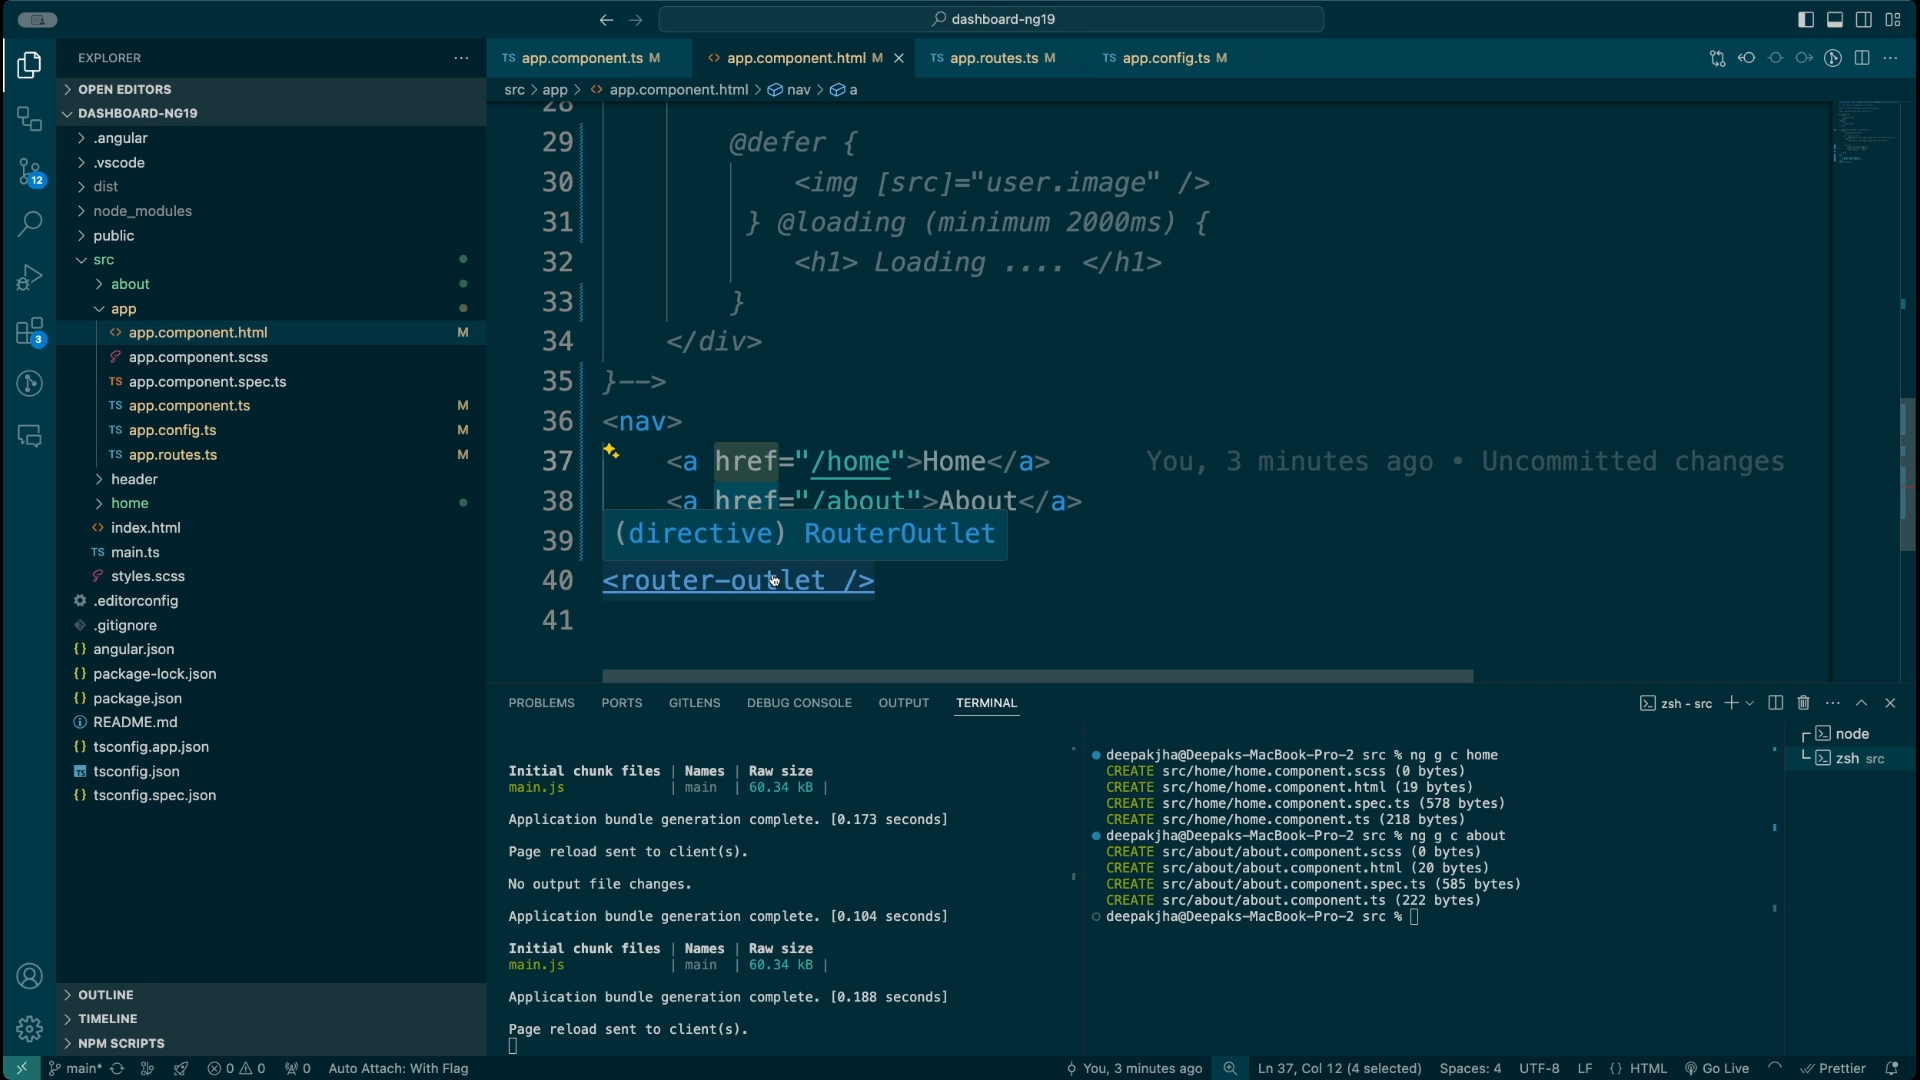 dashboard-ng19
EXPLORER
OPEN EDITORS
DASHBOARD-NG19
.angular
.vscode
dist
node_modules
public
src
about
app
<> app.component.html M
app.component.scss
TS app.component.spec.ts
TS app.component.ts M
TS app.config.ts M
TS app.routes.ts M
header
home
<> index.html
TS main.ts
styles.scss
.editorconfig
.gitignore
{} angular.json
{} package-lock.json
{} package.json
README.md
{} tsconfig.app.json
TS tsconfig.json
{} tsconfig.spec.json
OUTLINE
TIMELINE
NPM SCRIPTS
12
3
TS app.component.ts M
<> app.component.html M
TS app.routes.ts M
TS app.config.ts M
src > app > <> app.component.html > nav > a
28
29 @defer {
30 <img [src]="user.image" />
31 } @loading (minimum 2000ms) {
32 <h1> Loading .... </h1>
33 }
34 </div>
35 }-->
36 <nav>
37 <a href="/home">Home</a> You, 3 minutes ago • Uncommitted changes
38 <a href="/about">About</a>
39
(directive) RouterOutlet
40 <router-outlet />
41
PROBLEMS PORTS GITLENS DEBUG CONSOLE OUTPUT TERMINAL
zsh - src
Initial chunk files | Names | Raw size
main.js | main | 60.34 kB |
Application bundle generation complete. [0.173 seconds]
Page reload sent to client(s).
No output file changes.
Application bundle generation complete. [0.104 seconds]
Initial chunk files | Names | Raw size
main.js | main | 60.34 kB |
Application bundle generation complete. [0.188 seconds]
Page reload sent to client(s).
deepakjha@Deepaks-MacBook-Pro-2 src % ng g c home
CREATE src/home/home.component.scss (0 bytes)
CREATE src/home/home.component.html (19 bytes)
CREATE src/home/home.component.spec.ts (578 bytes)
CREATE src/home/home.component.ts (218 bytes)
deepakjha@Deepaks-MacBook-Pro-2 src % ng g c about
CREATE src/about/about.component.scss (0 bytes)
CREATE src/about/about.component.html (20 bytes)
CREATE src/about/about.component.spec.ts (585 bytes)
CREATE src/about/about.component.ts (222 bytes)
deepakjha@Deepaks-MacBook-Pro-2 src %
node
zsh src
main* 0 0 0 Auto Attach: With Flag You, 3 minutes ago Ln 37, Col 12 (4 selected) Spaces: 4 UTF-8 LF {} HTML Go Live Prettier